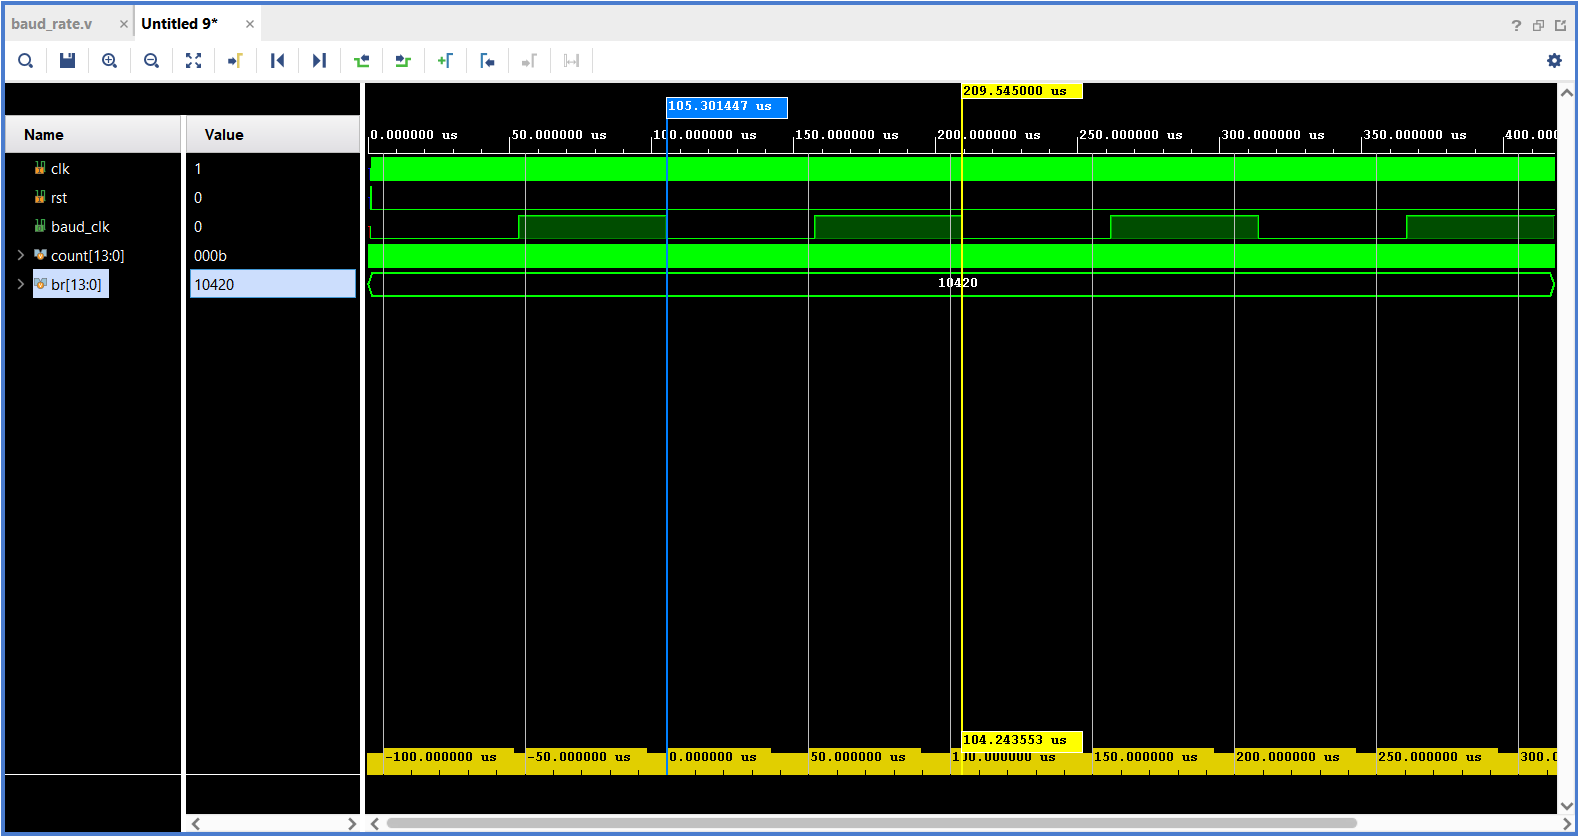 baud_rate.v × Untitled 9* ×
?
209.545000 us
105.301447 us
Name Value
0.000000 us 50.000000 us 100.000000 us 150.000000 us 200.000000 us 250.000000 us 300.000000 us 350.000000 us 400.000
clk 1
rst 0
baud_clk 0
count[13:0] 000b
br[13:0] 10420 10420
104.243553 us
-100.000000 us -50.000000 us 0.000000 us 50.000000 us 100.000000 us 150.000000 us 200.000000 us 250.000000 us 300.0